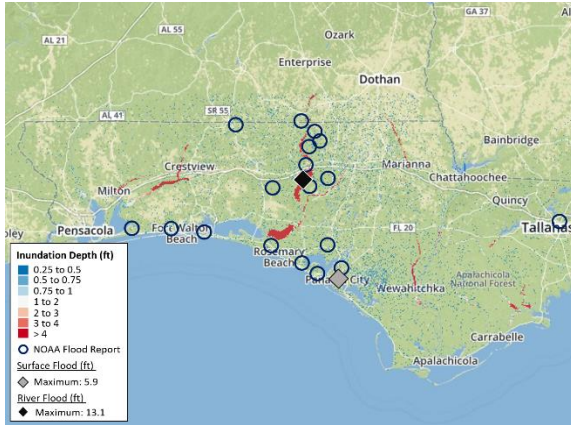 GA 37
AL 55
Ozark
AL 21
Enterprise
Dothan
SR 55
AL 41
Bainbridge
Crestview
Marianna
Chattahoochee
Milton
Quincy
Pensacola
Tallahas
Fort Walton
Beach
FL 20
Rosemary
Beach
Apalachicola
National Forest
Panama City
Wewahitchka
Carrabelle
Apalachicola
Inundation Depth (ft)
0.25 to 0.5
0.5 to 0.75
0.75 to 1
1 to 2
2 to 3
3 to 4
> 4
NOAA Flood Report
Surface Flood (ft)
Maximum: 5.9
River Flood (ft)
Maximum: 13.1